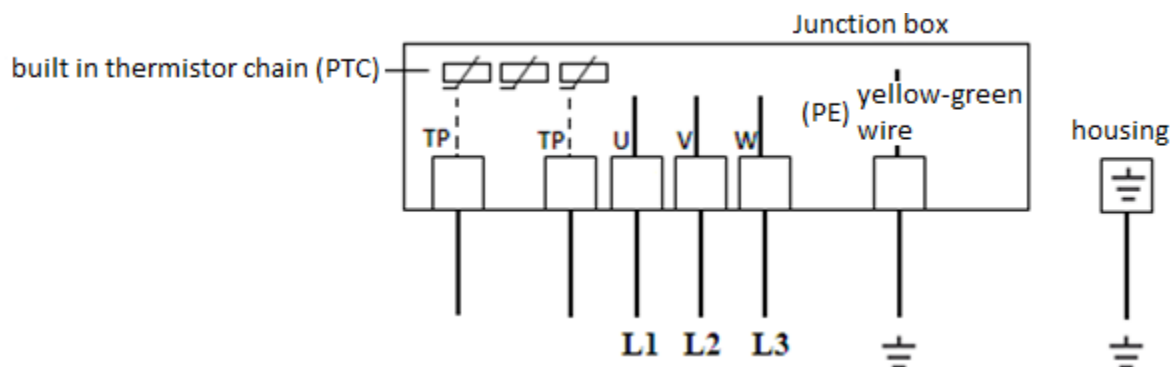 Junction box
built in thermistor chain (PTC)
TP
TP
U
V
W
(PE)
yellow-green
wire
housing
L1
L2
L3